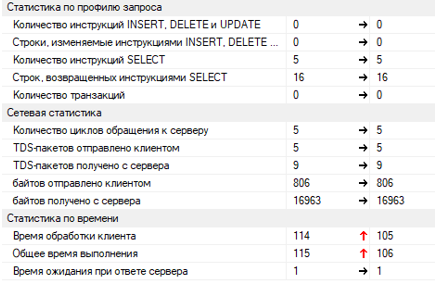 Статистика по профилю запроса
Количество инструкций INSERT, DELETE и UPDATE 0 → 0
Строки, изменяемые инструкциями INSERT, DELETE ... 0 → 0
Количество инструкций SELECT 5 → 5
Строк, возвращенных инструкциями SELECT 16 → 16
Количество транзакций 0 → 0
Сетевая статистика
Количество циклов обращения к серверу 5 → 5
TDS-пакетов отправлено клиентом 5 → 5
TDS-пакетов получено с сервера 9 → 9
байтов отправлено клиентом 806 → 806
байтов получено с сервера 16963 → 16963
Статистика по времени
Время обработки клиента 114 ↑ 105
Общее время выполнения 115 ↑ 106
Время ожидания при ответе сервера 1 → 1